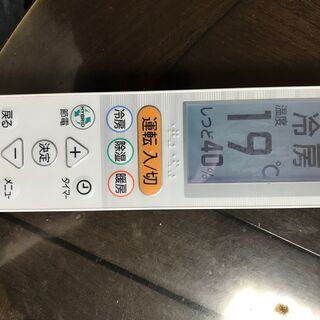 冷房
温度
19℃
しつど40%
運転 入/切
冷房
除湿
暖房
節電
+
タイマー
決定
戻る
−
メニュー